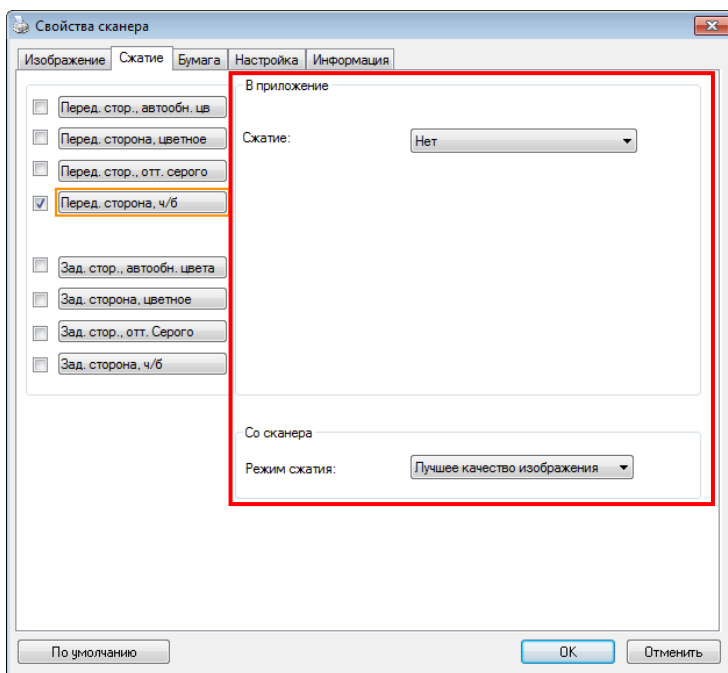 Свойства сканера
Изображение Сжатие Бумага Настройка Информация
Перед. стор., автообн. цв
Перед. сторона, цветное
Перед. стор., отт. серого
Перед. сторона, ч/б
Зад. стор., автообн. цвета
Зад. сторона, цветное
Зад. стор., отт. Серого
Зад. сторона, ч/б
В приложение
Сжатие: Нет
Со сканера
Режим сжатия: Лучшее качество изображения
По умолчанию OK Отменить